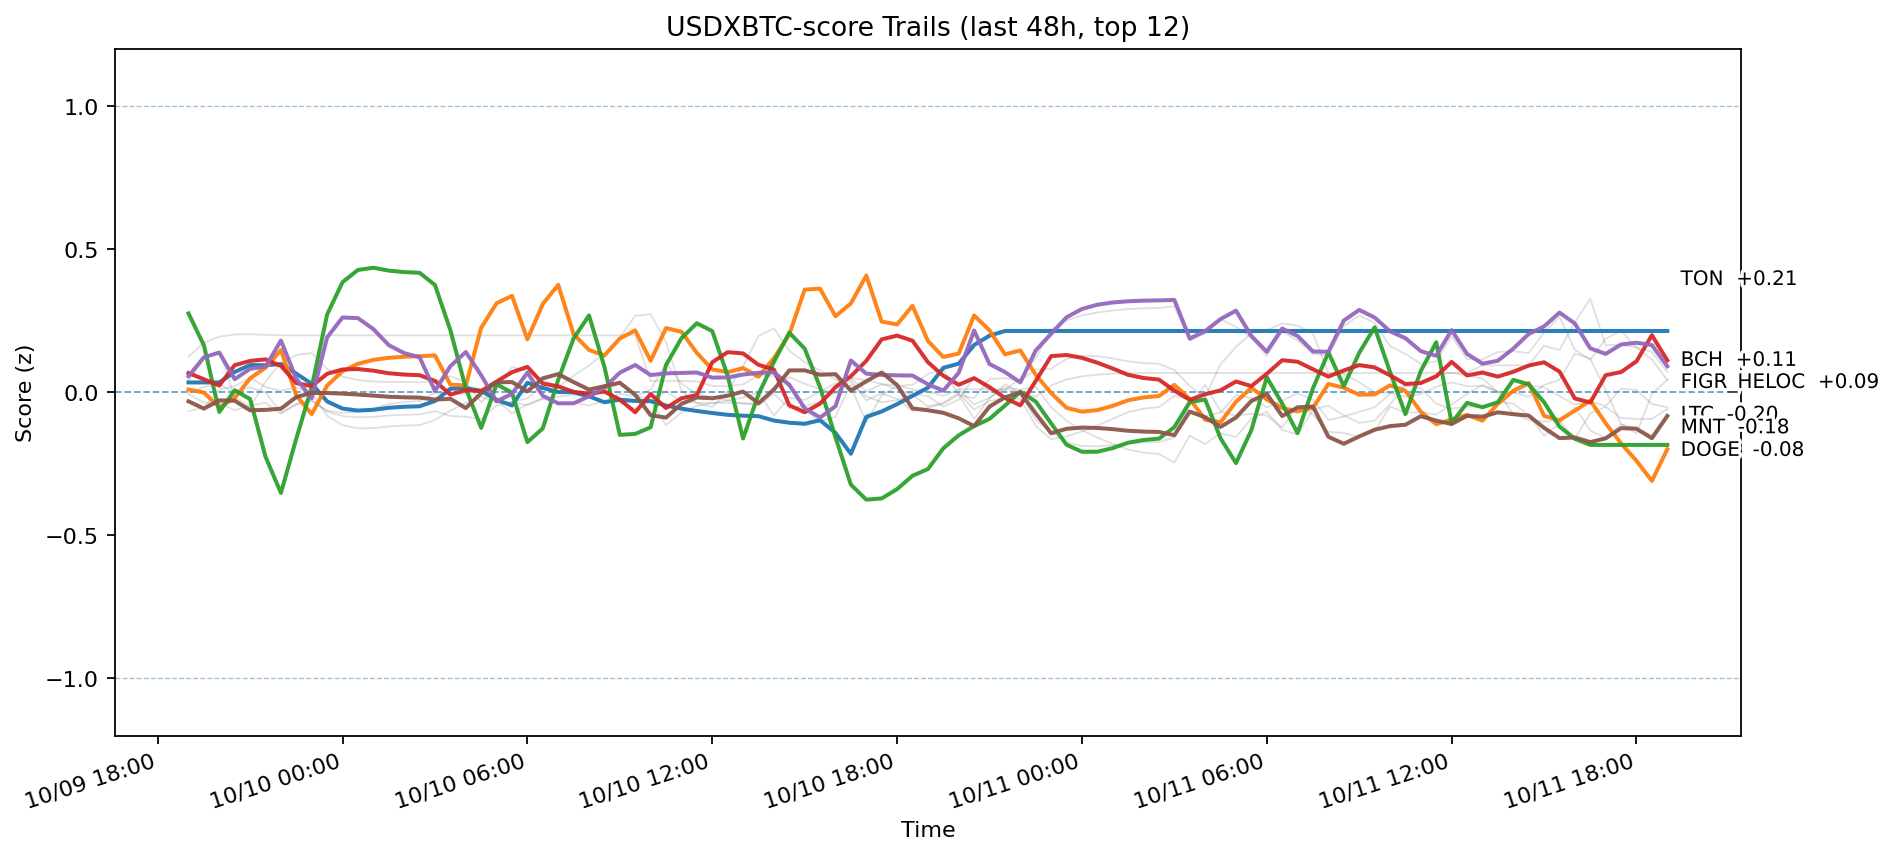 USDXBTC-score Trails (last 48h, top 12)
Score (z)
1.0
0.5
0.0
−0.5
−1.0
TON +0.21
BCH +0.11
FIGR_HELOC +0.09
LTC -0.20
MNT -0.18
DOGE -0.08
10/09 18:00
10/10 00:00
10/10 06:00
10/10 12:00
10/10 18:00
10/11 00:00
10/11 06:00
10/11 12:00
10/11 18:00
Time